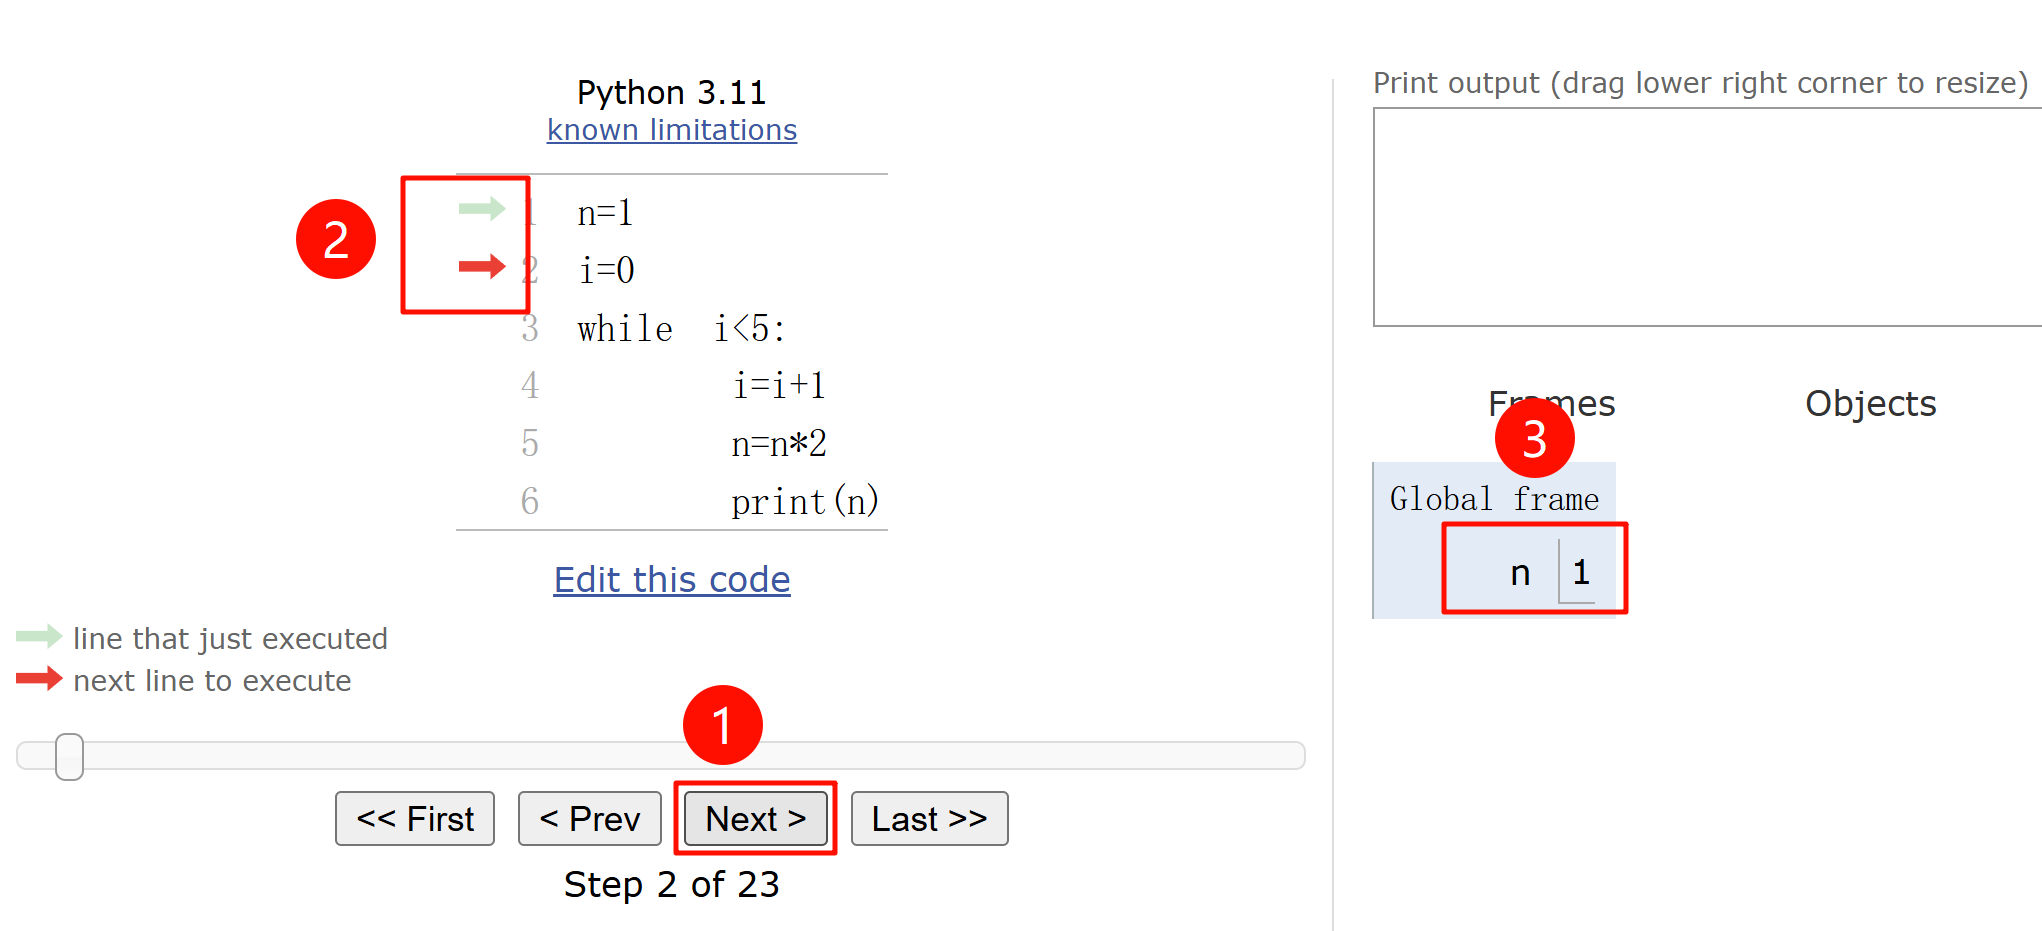 Python 3.11
known limitations
1 n=1
2 i=0
3 while i<5:
4 i=i+1
5 n=n*2
6 print(n)
Edit this code
line that just executed
next line to execute
<< First < Prev Next > Last >>
Step 2 of 23
2
1
Print output (drag lower right corner to resize)
Frames Objects
3
Global frame
n 1